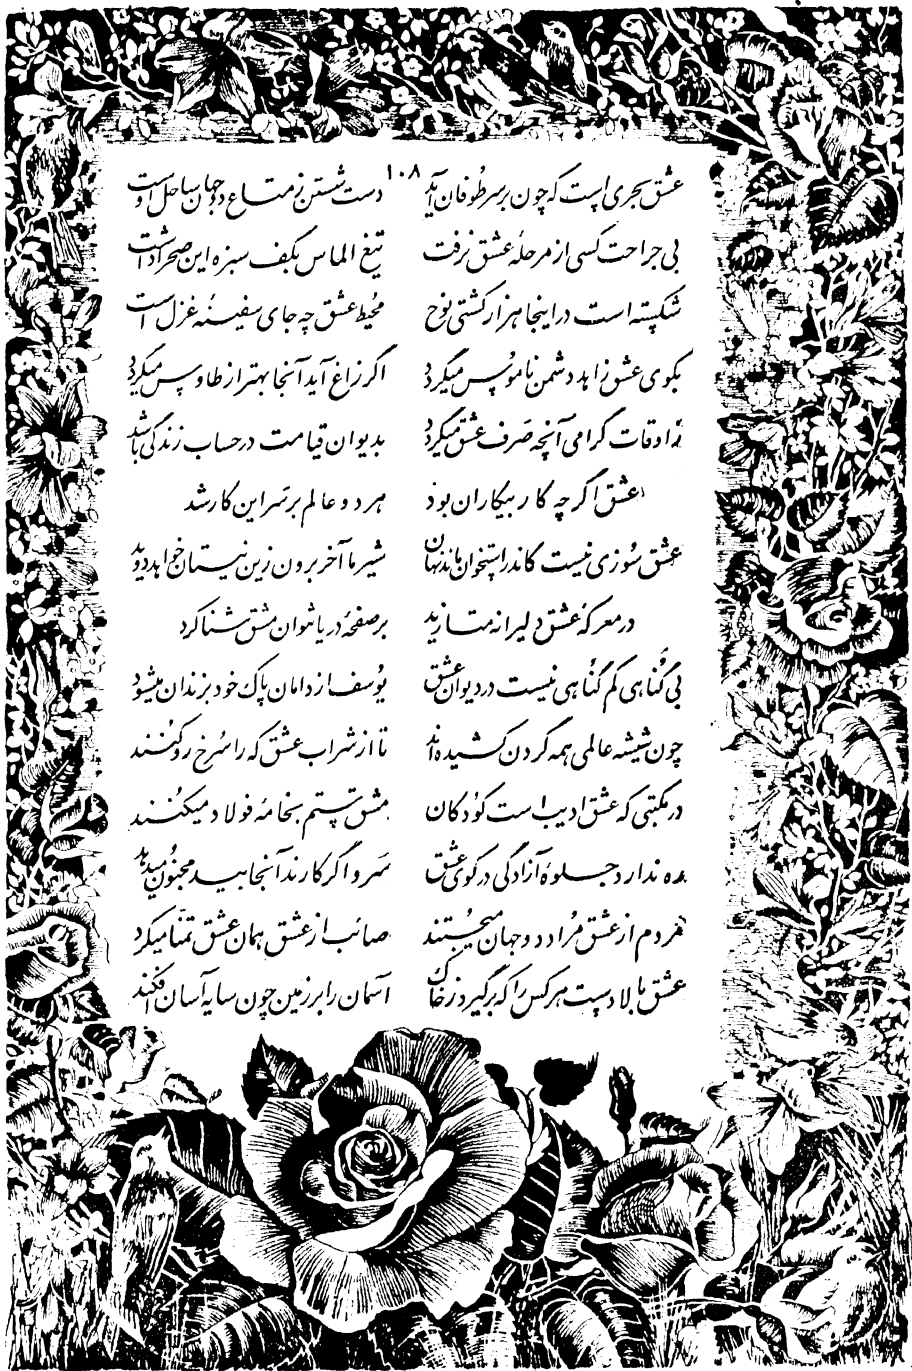 ۱۰۸
عشق بحری است که چون بر سر طوفان آید دست شستن ز متاع دو جهان ساحل اوست
بی جراحت کسی از مرحلهٔ عشق نرفت تیغ الماس بکف سبزه این صحرا داشت
شکسته است در اینجا هزار کشتی نوح محیط عشق چه جای سفینهٔ غزل است
بکوی عشق زاهد دشمن ناموس میگردد اگر زاغ آید آنجا بهتر از طاوس میگردد
ز اوقات گرامی آنچه صرف عشق میگردد بدیوان قیامت در حساب زندگی باشد
عشق اگر چه کار بیکاران بود هر دو عالم بر سر این کار شد
عشق سوزی نیست کاندر استخوان ماند نهان شیر ما آخر برون زین نیستان خواهد دوید
در معرکهٔ عشق دلیرانه متازید بر صفحهٔ دریا نتوان مشق شنا کرد
بی گناهی کم گناهی نیست در دیوان عشق یوسف از دامان پاک خود بزندان میشود
چون شیشه عالمی همه گردن کشیده‌اند تا از شراب عشق که را سرخ رو کنند
در مکتبی که عشق ادیب است کودکان مشق ستم بخامهٔ فولاد میکنند
ره ندارد جلوهٔ آزادگی در کوی عشق سرو اگر کارند آنجا بید مجنون میدمد
مردم از عشق مراد دو جهان میجستند صائب از عشق همان عشق تمنا میکرد
عشق بالا دست هر کس را که برگیرد ز خاک آسمان را بر زمین چون سایه آسان افکند